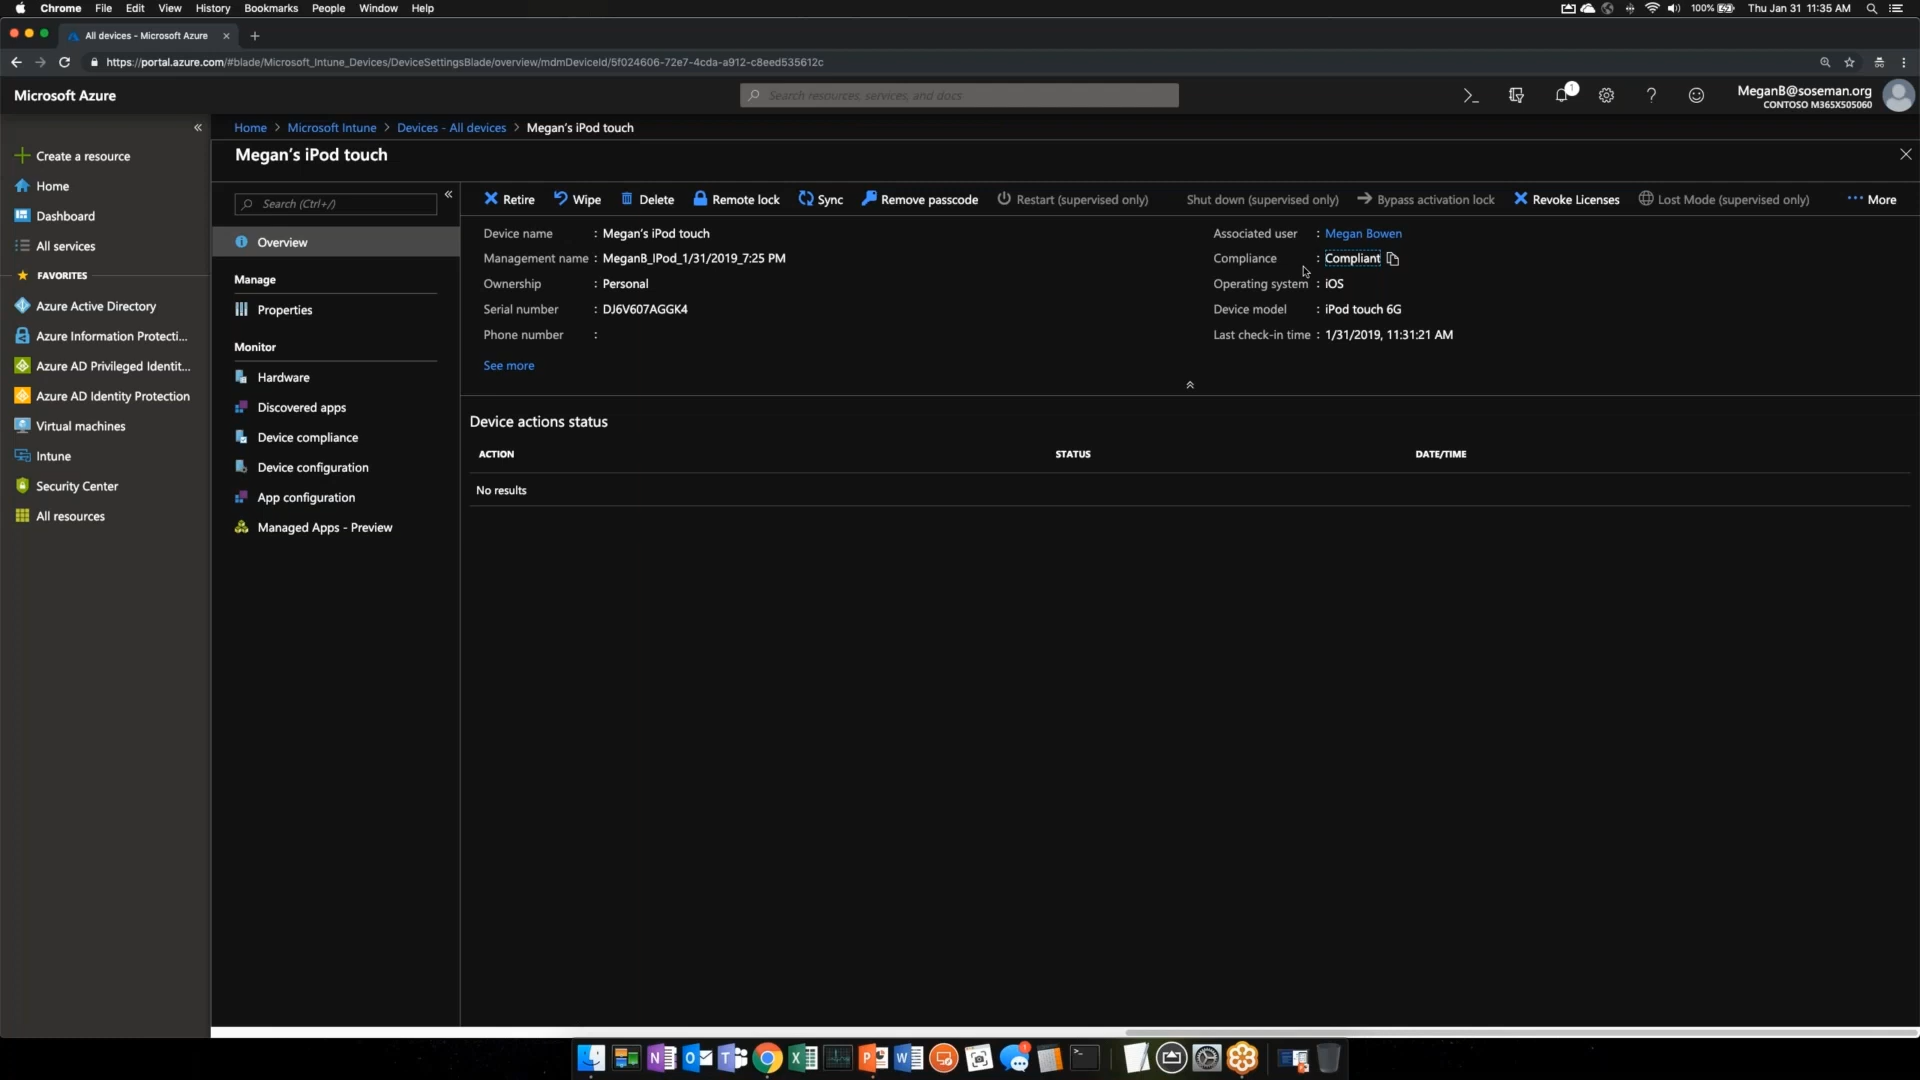 Chrome File Edit View History Bookmarks People Window Help 100% Thu Jan 31 11:35 AM
All devices - Microsoft Azure
https://portal.azure.com/#blade/Microsoft_Intune_Devices/DeviceSettingsBlade/overview/mdmDeviceId/5f024606-72e7-4cda-a912-c8eed535612c
Microsoft Azure
Search resources, services, and docs
1
MeganB@soseman.org
CONTOSO M365X505060
Home > Microsoft Intune > Devices - All devices > Megan's iPod touch
Megan's iPod touch
Create a resource
Home
Dashboard
All services
FAVORITES
Azure Active Directory
Azure Information Protecti...
Azure AD Privileged Identit...
Azure AD Identity Protection
Virtual machines
Intune
Security Center
All resources
Search (Ctrl+/)
Overview
Manage
Properties
Monitor
Hardware
Discovered apps
Device compliance
Device configuration
App configuration
Managed Apps - Preview
Retire Wipe Delete Remote lock Sync Remove passcode Restart (supervised only) Shut down (supervised only) Bypass activation lock Revoke Licenses Lost Mode (supervised only) More
Device name : Megan's iPod touch
Management name : MeganB_iPod_1/31/2019_7:25 PM
Ownership : Personal
Serial number : DJ6V607AGGK4
Phone number :
See more
Associated user : Megan Bowen
Compliance : Compliant
Operating system : iOS
Device model : iPod touch 6G
Last check-in time : 1/31/2019, 11:31:21 AM
Device actions status
ACTION STATUS DATE/TIME
No results